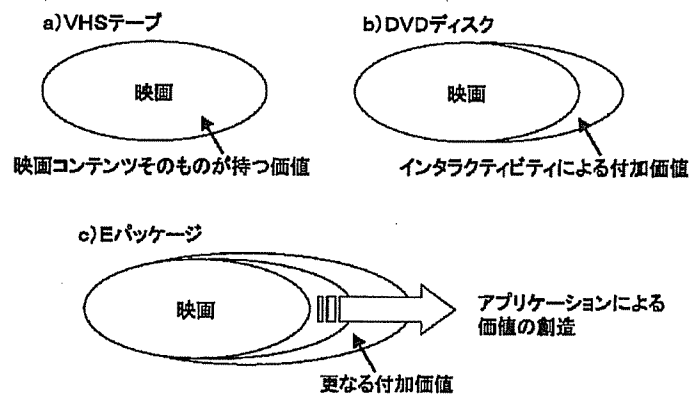 a)VHSテープ
映画
映画コンテンツそのものが持つ価値
b)DVDディスク
映画
インタラクティビティによる付加価値
c)Eパッケージ
映画
アプリケーションによる
価値の創造
更なる付加価値